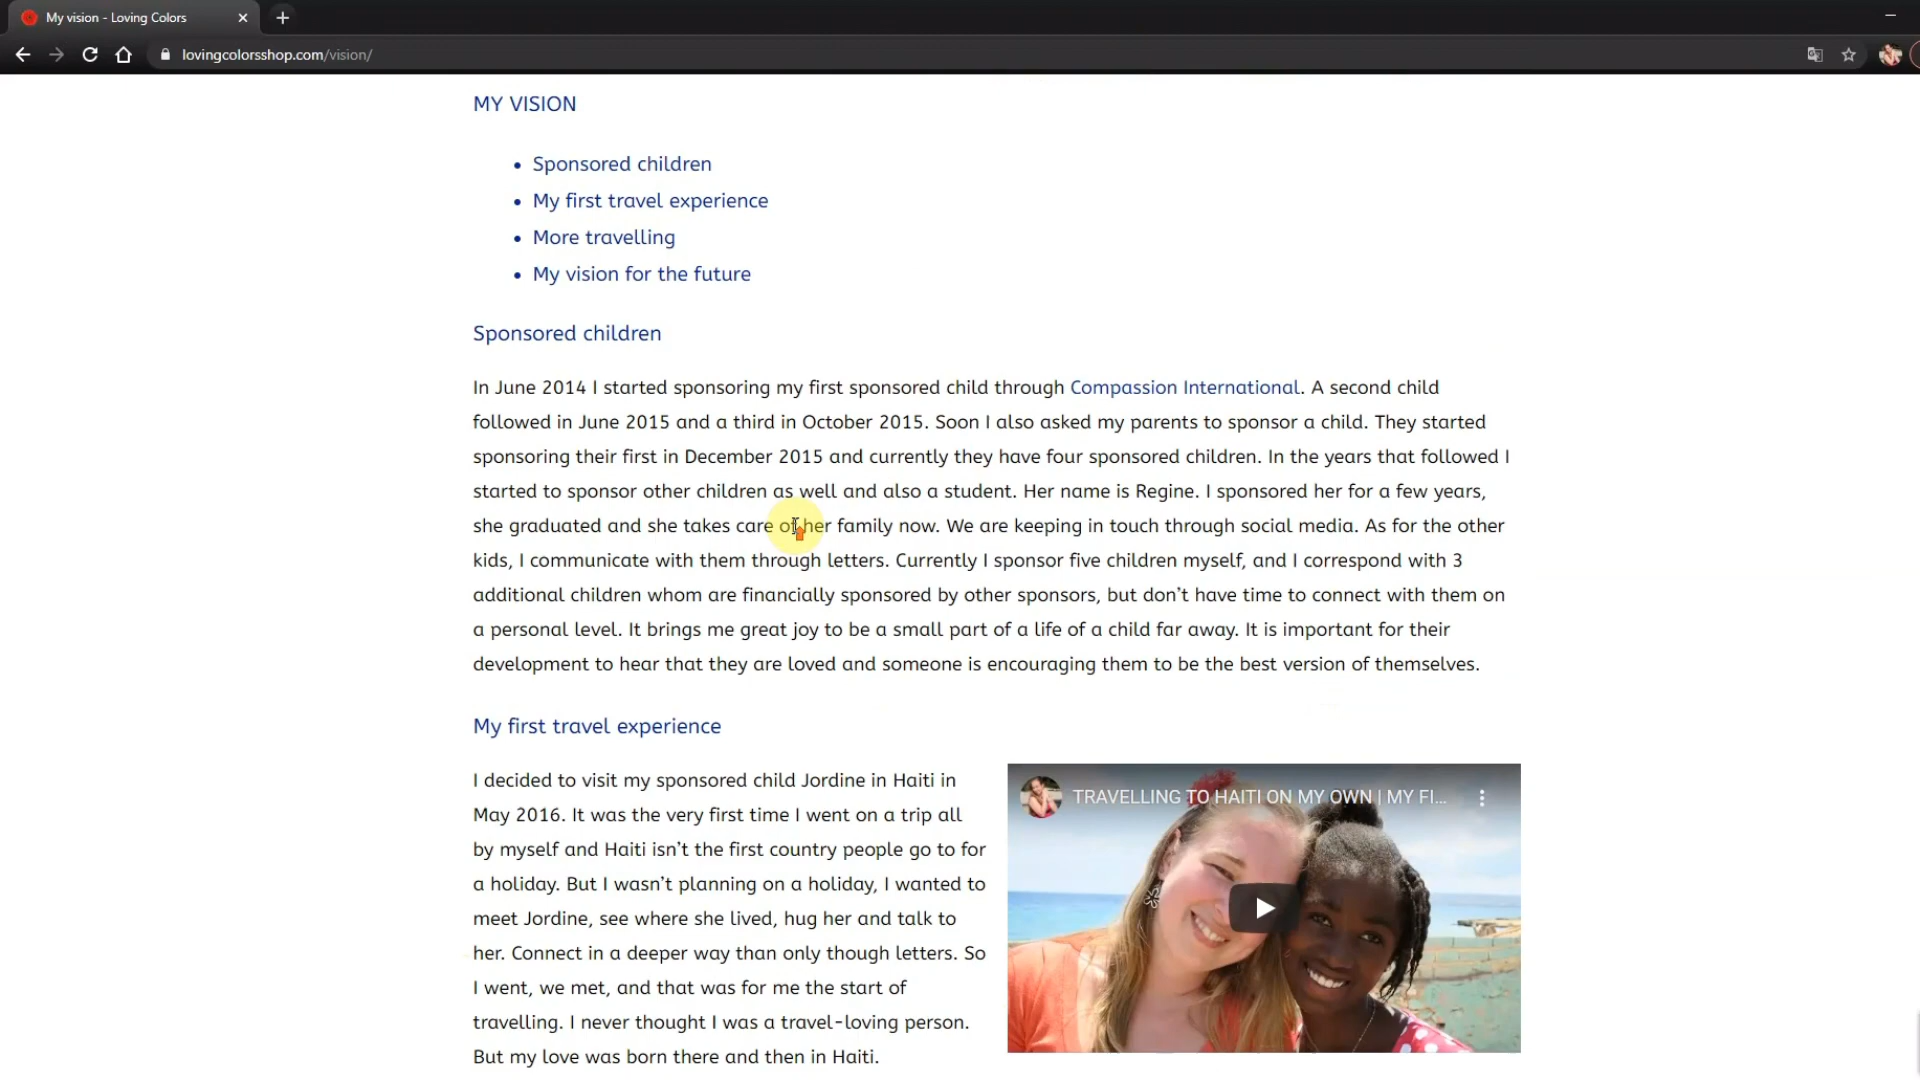 My vision - Loving Colors
lovingcolorsshop.com/vision/
MY VISION
• Sponsored children
• My first travel experience
• More travelling
• My vision for the future
Sponsored children
In June 2014 I started sponsoring my first sponsored child through Compassion International. A second child
followed in June 2015 and a third in October 2015. Soon I also asked my parents to sponsor a child. They started
sponsoring their first in December 2015 and currently they have four sponsored children. In the years that followed I
started to sponsor other children as well and also a student. Her name is Regine. I sponsored her for a few years,
she graduated and she takes care of her family now. We are keeping in touch through social media. As for the other
kids, I communicate with them through letters. Currently I sponsor five children myself, and I correspond with 3
additional children whom are financially sponsored by other sponsors, but don't have time to connect with them on
a personal level. It brings me great joy to be a small part of a life of a child far away. It is important for their
development to hear that they are loved and someone is encouraging them to be the best version of themselves.
My first travel experience
I decided to visit my sponsored child Jordine in Haiti in
May 2016. It was the very first time I went on a trip all
by myself and Haiti isn't the first country people go to for
a holiday. But I wasn't planning on a holiday, I wanted to
meet Jordine, see where she lived, hug her and talk to
her. Connect in a deeper way than only though letters. So
I went, we met, and that was for me the start of
travelling. I never thought I was a travel-loving person.
But my love was born there and then in Haiti.
TRAVELLING TO HAITI ON MY OWN | MY FI...